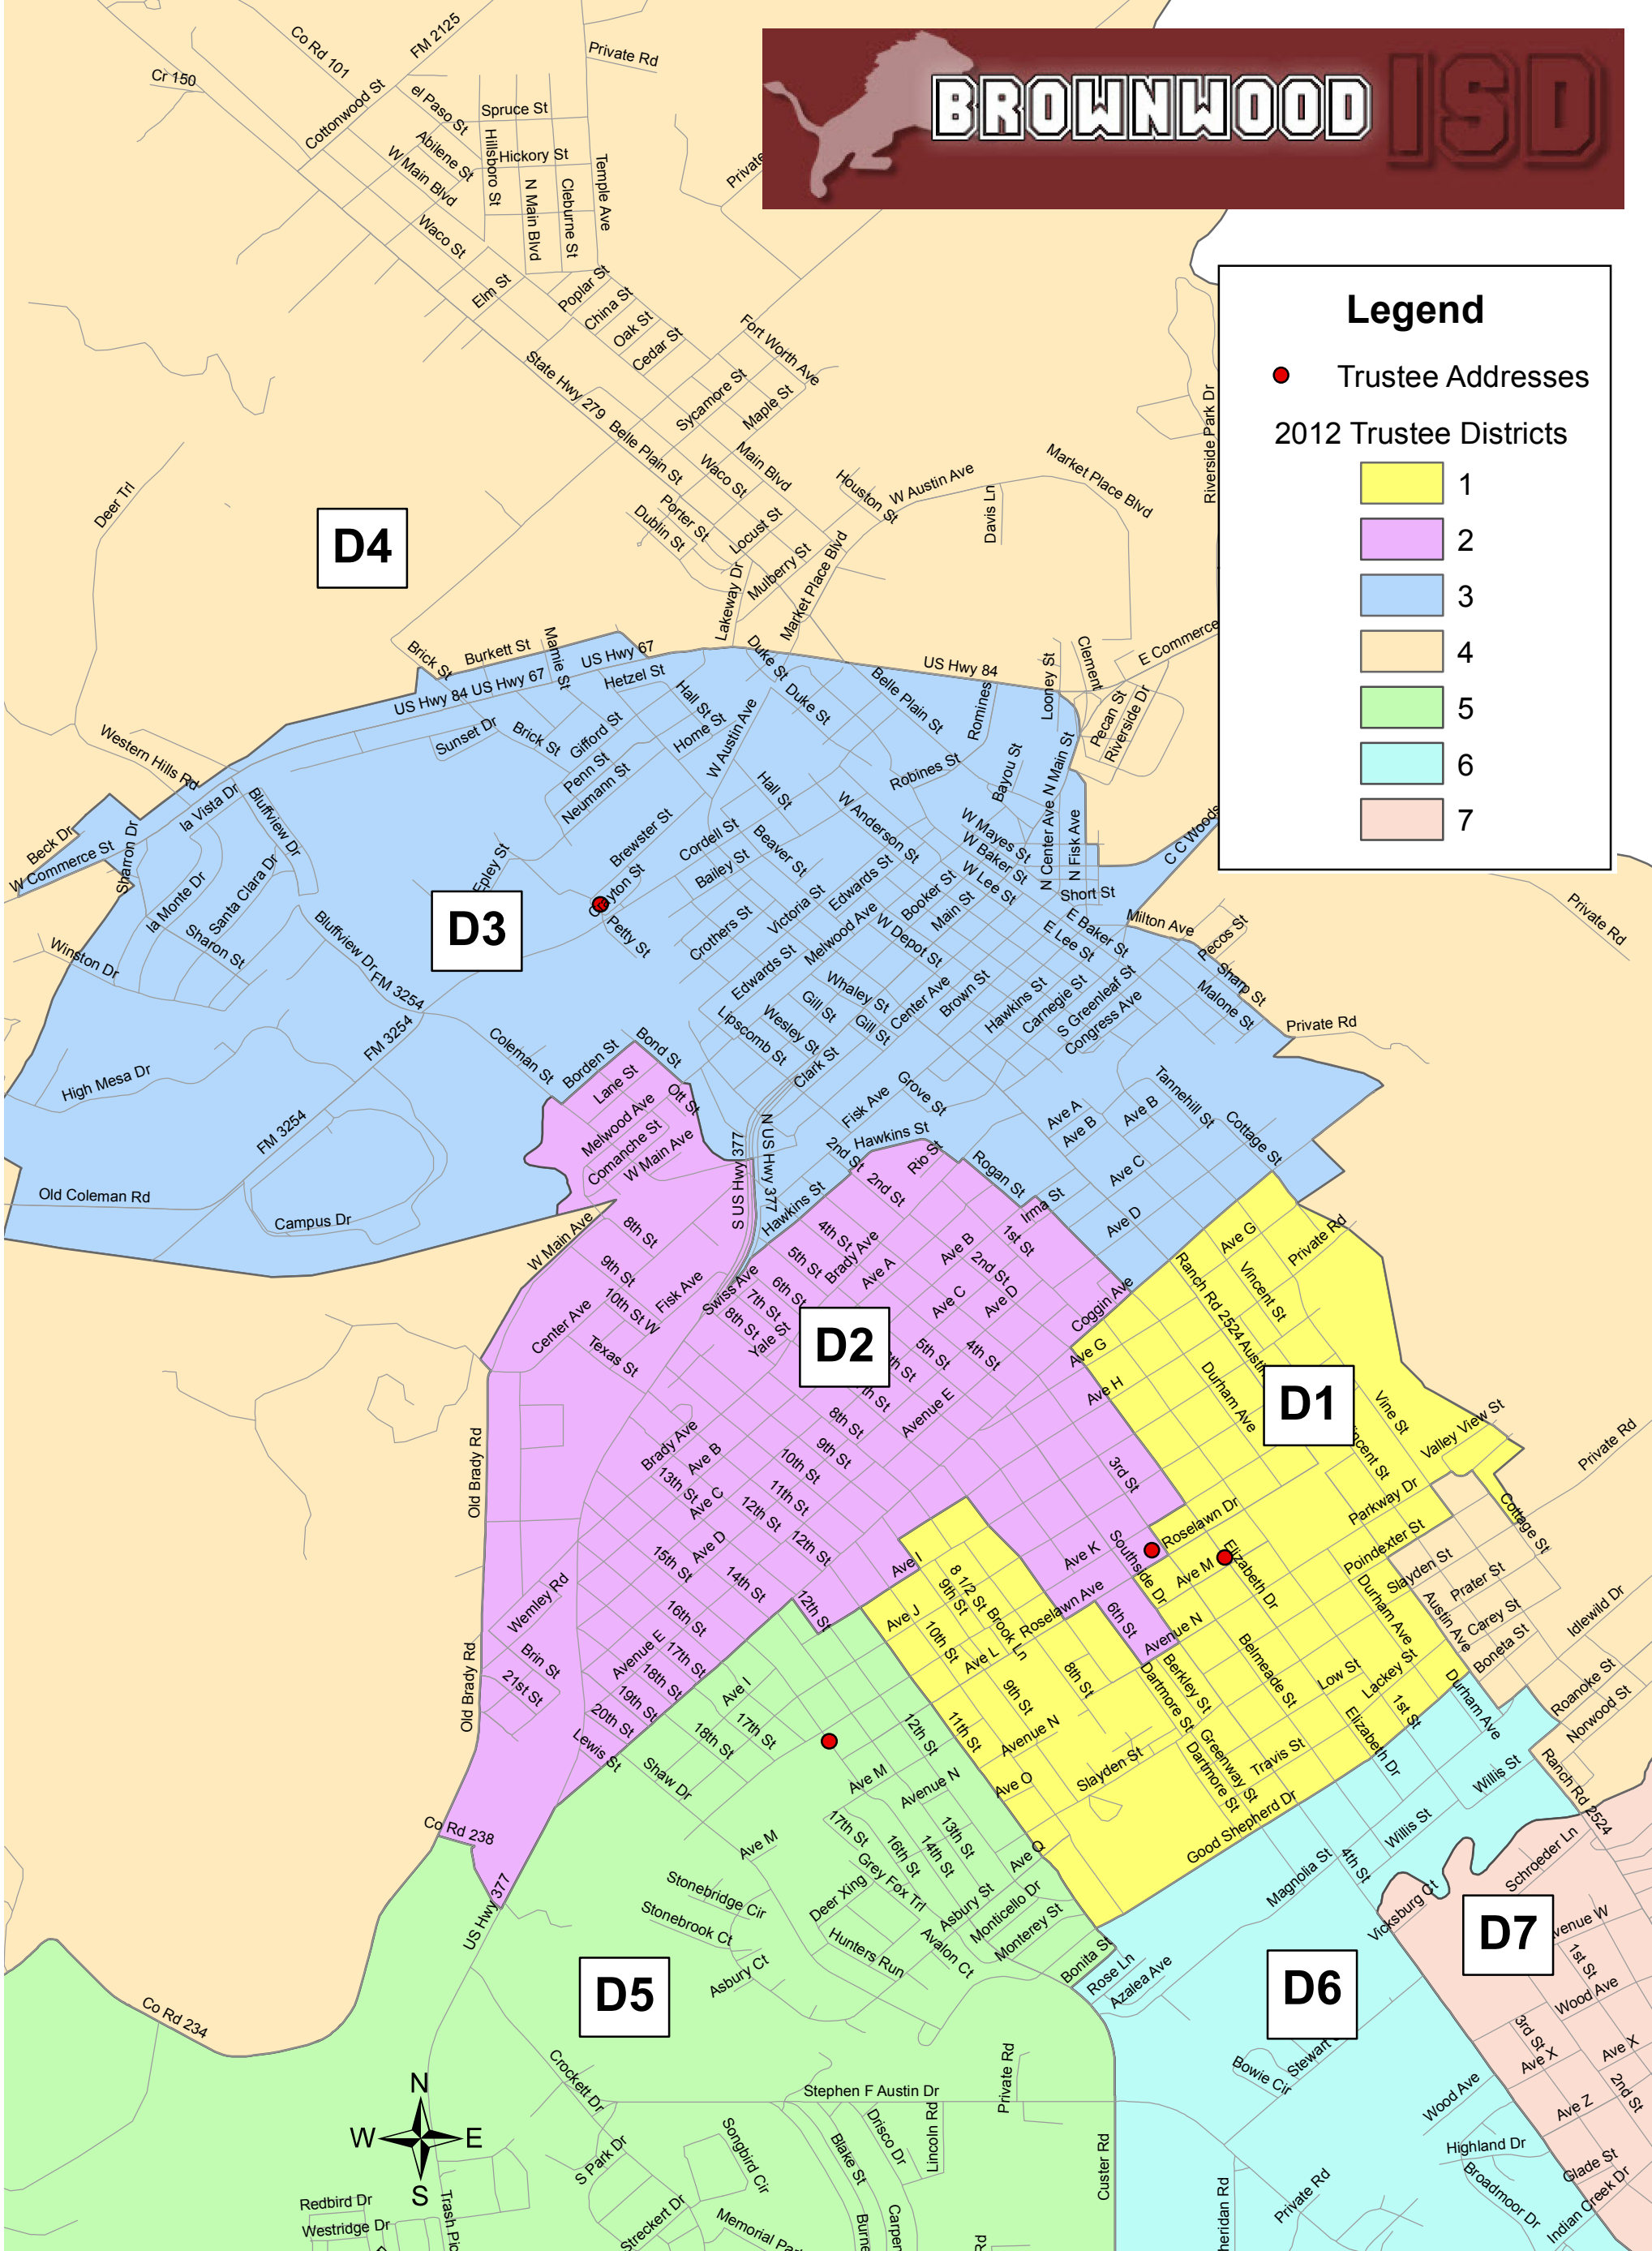 BROWNWOOD ISD
Legend
Trustee Addresses
2012 Trustee Districts
1
2
3
4
5
6
7
Co Rd 101
FM 2125
Private Rd
Cr 150
el Paso St
Spruce St
Cottonwood St
Hillsboro St
Abilene St
Hickory St
Temple Ave
W Main Blvd
N Main Blvd
Cleburne St
Private
Waco St
Elm St
Poplar St
China St
Oak St
Cedar St
Fort Worth Ave
State Hwy 279
Sycamore St
Maple St
Riverside Park Dr
Belle Plain St
Main Blvd
Waco St
Houston St
W Austin Ave
Market Place Blvd
Davis Ln
Deer Trl
Porter St
Dublin St
Locust St
Mulberry St
Market Place Blvd
Lakeway Dr
D4
Brick St
Burkett St
Mamie St
US Hwy 67
Duke St
US Hwy 84
Looney St
Clement
E Commerce
US Hwy 84 US Hwy 67
Hetzel St
Hall St
Duke St
Belle Plain St
Romines
Pecan St
Riverside Dr
Western Hills Rd
Sunset Dr
Brick St
Gifford St
Home St
W Austin Ave
Penn St
Neumann St
Robines St
Bayou St
N Main St
N Center Ave
N Fisk Ave
la Vista Dr
Bluffview Dr
Hall St
W Anderson St
W Mayes St
W Baker St
C C Woods
Beck Dr
W Commerce St
Sharron Dr
Brewster St
Cordell St
Beaver St
Bailey St
Epley St
W Lee St
Short St
la Monte Dr
Santa Clara Dr
Petty St
Victoria St
Edwards St
Booker St
Main St
E Baker St
Milton Ave
Pecos St
Private Rd
D3
Sharon St
Bluffview Dr
Crothers St
Melwood Ave
W Depot St
E Lee St
Winston Dr
FM 3254
Edwards St
Whaley St
Center Ave
Brown St
Hawkins St
Carnegie St
S Greenleaf St
Congress Ave
Sharp St
Malone St
Private Rd
FM 3254
Coleman St
Borden St
Bond St
Lipscomb St
Wesley St
Gill St
Gill St
Clark St
High Mesa Dr
Lane St
Ott St
Fisk Ave
Grove St
Ave A
Ave B
Ave B
Tannehill St
Cottage St
FM 3254
Melwood Ave
Comanche St
W Main Ave
S US Hwy 377
N US Hwy 377
2nd St
Hawkins St
Rio St
Rogan St
Ave C
Old Coleman Rd
Campus Dr
Hawkins St
2nd St
Irma St
Ave D
W Main Ave
8th St
4th St
Brady Ave
5th St
Ave A
Ave B
1st St
2nd St
Ave G
Private Rd
9th St
Fisk Ave
Swiss Ave
6th St
7th St
8th St
Yale St
Ave C
Ave D
Coggin Ave
Ranch Rd 2524
Vincent St
10th St W
Center Ave
Texas St
D2
5th St
4th St
Ave G
Ave H
Durham Ave
D1
Vine St
Valley View St
Private Rd
Avenue E
8th St
9th St
Old Brady Rd
Brady Ave
Ave B
13th St
Ave C
10th St
11th St
12th St
3rd St
Parkway Dr
Cottage St
Ave D
12th St
Ave I
Roselawn Dr
Southside Dr
Ave K
Ave M
Elizabeth Dr
Poindexter St
Slayden St
Prater St
15th St
14th St
12th St
8 1/2 St
9th St
Brook Ln
Roselawn Ave
6th St
Durham Ave
Austin Ave
Carey St
Boneta St
Idlewild Dr
Wemley Rd
16th St
Ave J
10th St
Ave L
Avenue N
Belmeade St
Low St
Lackey St
Brin St
21st St
Avenue E
17th St
18th St
19th St
20th St
Ave I
17th St
18th St
9th St
8th St
Dartmore St
Berkley St
1st St
Durham Ave
Roanoke St
Norwood St
Old Brady Rd
Lewis St
Shaw Dr
12th St
11th St
Avenue N
Slayden St
Greenway St
Dartmore St
Travis St
Elizabeth Dr
Willis St
Ranch Rd 2524
Ave M
Avenue N
Ave O
Co Rd 238
Ave M
17th St
16th St
14th St
13th St
Ave Q
Good Shepherd Dr
Willis St
Magnolia St
4th St
Schroeder Ln
US Hwy 377
Stonebridge Cir
Stonebrook Ct
Deer Xing
Grey Fox Trl
Asbury St
Monticello Dr
Monterey St
Vicksburg Ct
D7
Hunters Run
Avalon Ct
Asbury Ct
Bonita St
Rose Ln
Azalea Ave
1st St
Wood Ave
D5
D6
Co Rd 234
Crockett Dr
Stephen F Austin Dr
Private Rd
Bowie Cir
3rd St
Ave X
Ave X
Wood Ave
2nd St
Ave Z
N
W E
S
S Park Dr
Songbird Cir
Blake St
Drisco Dr
Lincoln Rd
Custer Rd
Private Rd
Highland Dr
Broadmoor Dr
Glade St
Indian Creek Dr
Redbird Dr
Westridge Dr
Streckert Dr